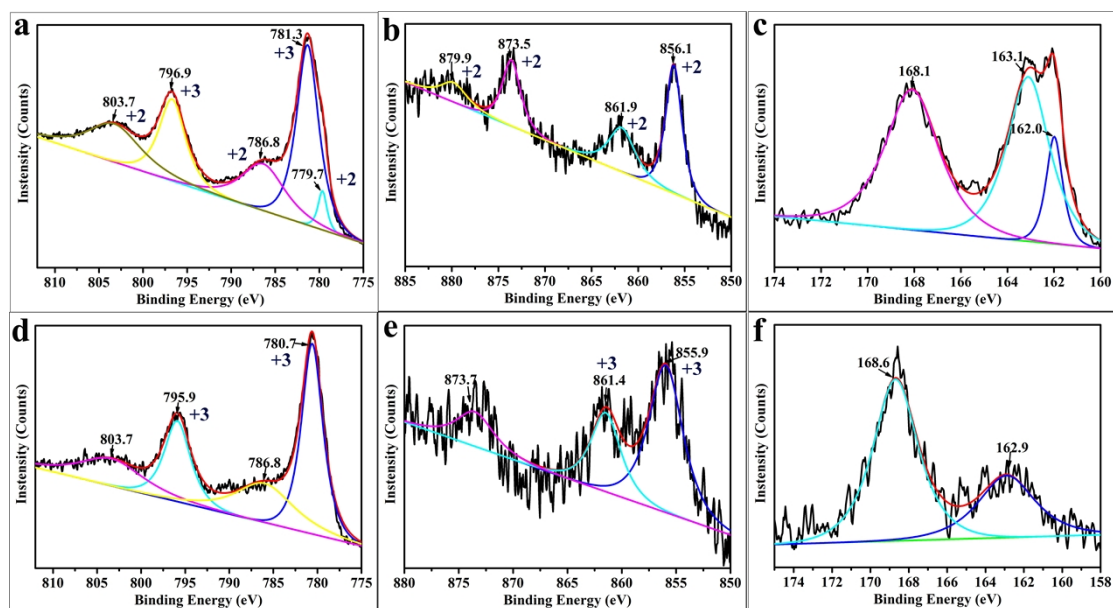 a
781.3
+3
796.9
+3
803.7
+2
+2
786.8
779.7
+2
Instensity (Counts)
810 805 800 795 790 785 780 775
Binding Energy (eV)
b
879.9
+2
873.5
+2
861.9
+2
856.1
+2
Instensity (Counts)
885 880 875 870 865 860 855 850
Binding Energy (eV)
c
168.1
163.1
162.0
Instensity (Counts)
174 172 170 168 166 164 162 160
Binding Energy (eV)
d
780.7
+3
795.9
+3
803.7
786.8
Instensity (Counts)
810 805 800 795 790 785 780 775
Binding Energy (eV)
e
873.7
+3
861.4
855.9
+3
Instensity (Counts)
880 875 870 865 860 855 850
Binding Energy (eV)
f
168.6
162.9
Instensity (Counts)
174 172 170 168 166 164 162 160 158
Binding Energy (eV)